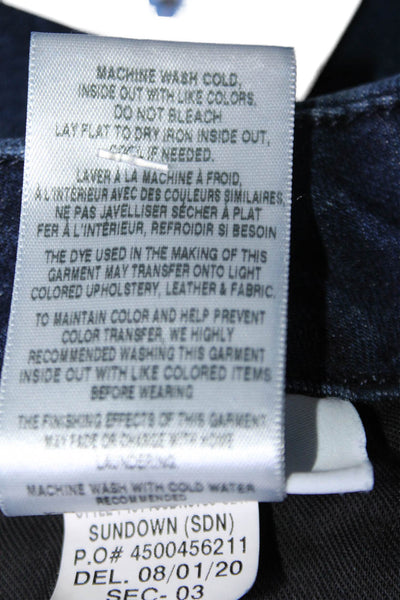 MACHINE WASH COLD,
INSIDE OUT WITH LIKE COLORS,
DO NOT BLEACH
LAY FLAT TO DRY IRON INSIDE OUT,
IF NEEDED.
LAVER À LA MACHINE À FROID,
À L'INTÉRIEUR AVEC DES COULEURS SIMILAIRES,
NE PAS JAVELLISER SÉCHER À PLAT
FER À L'INTÉRIEUR, REFROIDIR SI BESOIN
THE DYE USED IN THE MAKING OF THIS
GARMENT MAY TRANSFER ONTO LIGHT
COLORED UPHOLSTERY, LEATHER & FABRIC.
TO MAINTAIN COLOR AND HELP PREVENT
COLOR TRANSFER, WE HIGHLY
RECOMMENDED WASHING THIS GARMENT
INSIDE OUT WITH LIKE COLORED ITEMS
BEFORE WEARING
THE FINISHING EFFECTS OF THIS GARMENT
MAY FADE OR CHANGE WITH HOME
LAUNDERING.
MACHINE WASH WITH COLD WATER
RECOMMENDED
SUNDOWN (SDN)
P.O# 4500456211
DEL. 08/01/20
SEC- 03